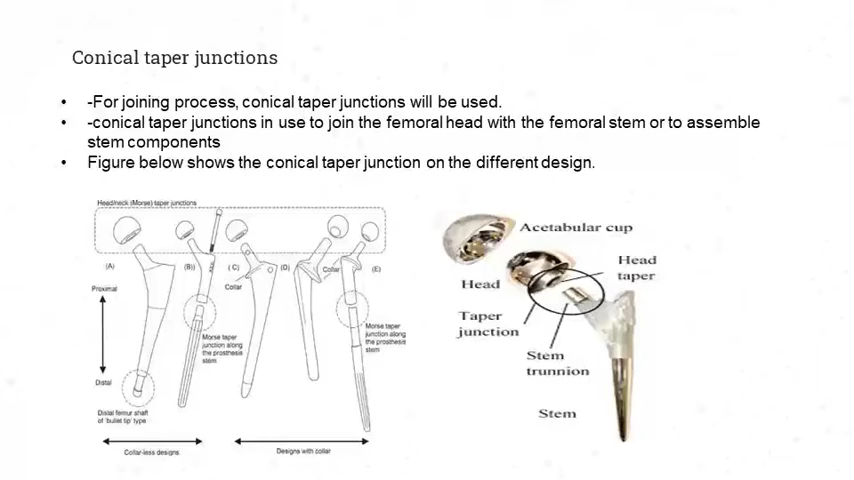 Conical taper junctions
• -For joining process, conical taper junctions will be used.
• -conical taper junctions in use to join the femoral head with the femoral stem or to assemble
stem components
• Figure below shows the conical taper junction on the different design.
Head/neck (Morse) taper junctions
(A)
(B))
(C)
(D)
(E)
Collar
Collar
Proximal
Distal
Morse taper
junction along
the prosthesis
stem
Morse taper
junction along
the prosthesis
stem
Distal femur shaft
of 'bullet tip' type
Collar-less designs
Designs with collar
Acetabular cup
Head
taper
Head
Taper
junction
Stem
trunnion
Stem